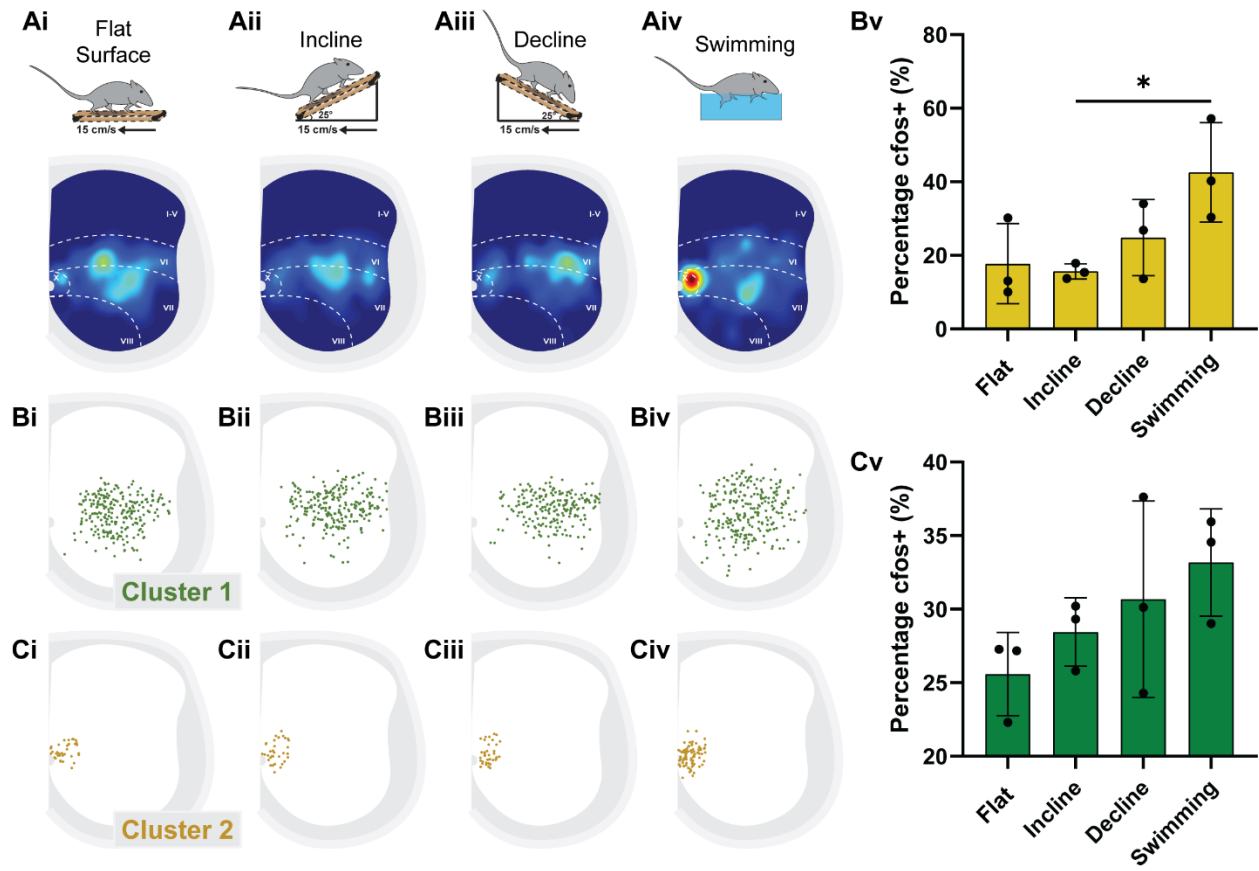 Ai
Flat
Surface
15 cm/s
Aii
Incline
25°
15 cm/s
Aiii
Decline
25°
15 cm/s
Aiv
Swimming
I-V
VI
X
VII
VIII
I-V
VI
X
VII
VIII
I-V
VI
X
VII
VIII
I-V
VI
X
VII
VIII
Bi
Bii
Biii
Biv
Cluster 1
Ci
Cii
Ciii
Civ
Cluster 2
Bv
Percentage cfos+ (%)
80
60
40
20
0
*
Flat
Incline
Decline
Swimming
Cv
Percentage cfos+ (%)
40
35
30
25
20
Flat
Incline
Decline
Swimming